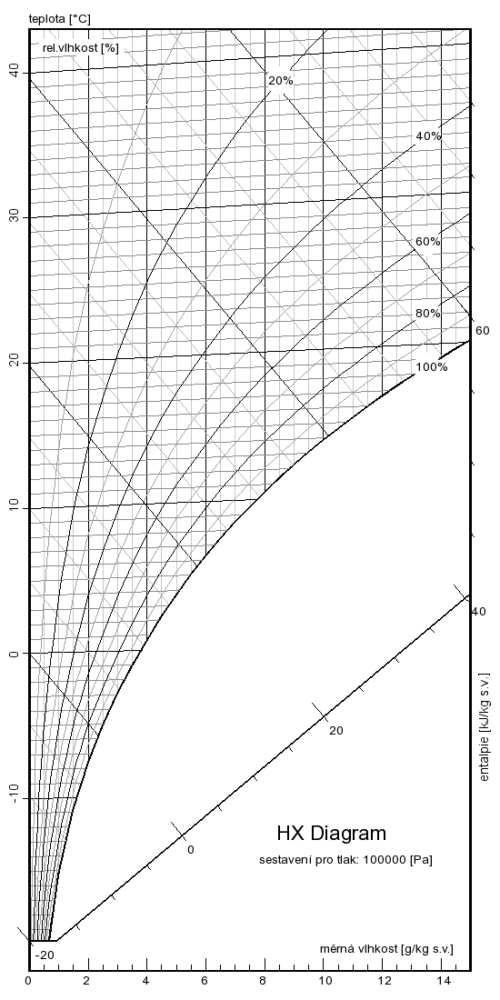 teplota [°C]
rel.vlhkost [%]
40
20%
40%
30
60%
80%
60
20
100%
10
40
0
entalpie [kJ/kg s.v.]
20
-10
HX Diagram
0
sestavení pro tlak: 100000 [Pa]
měrná vlhkost [g/kg s.v.]
-20
0 2 4 6 8 10 12 14